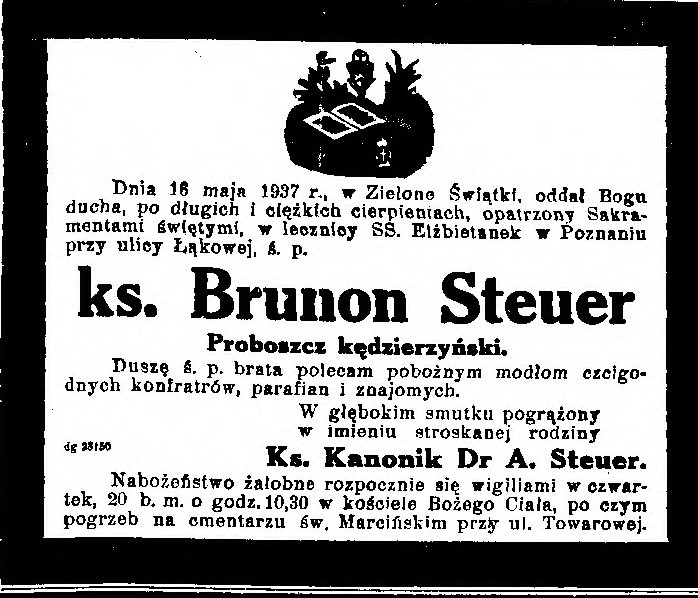 Dnia 16 maja 1937 r., w Zielone Świątki, oddał Bogu
ducha, po długich i ciężkich cierpieniach, opatrzony Sakra-
mentami świętymi, w lecznicy SS. Elżbietanek w Poznaniu
przy ulicy Łąkowej, ś. p.
ks. Brunon Steuer
Proboszcz kędzierzyński.
Duszę ś. p. brata polecam pobożnym modłom czcigo-
dnych konfratrów, parafian i znajomych.
W głębokim smutku pogrążony
w imieniu stroskanej rodziny
dg 23150
Ks. Kanonik Dr A. Steuer.
Nabożeństwo żałobne rozpocznie się wigiliami w czwar-
tek, 20 b. m. o godz. 10,30 w kościele Bożego Ciała, po czym
pogrzeb na cmentarzu św. Marcińskim przy ul. Towarowej.